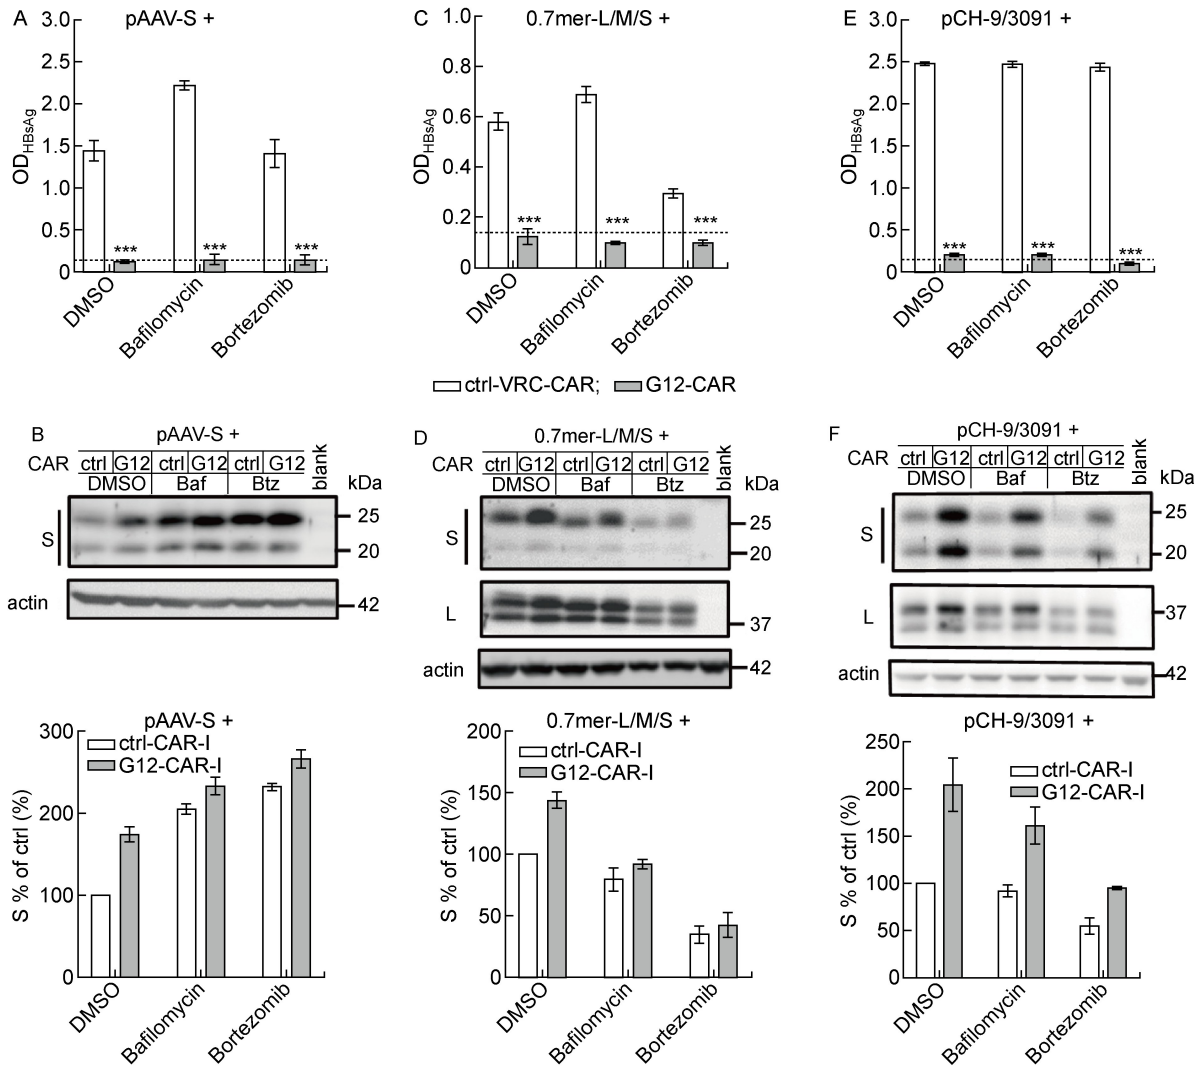 A pAAV-S +
3.0
2.5
2.0
1.5
1.0
0.5
0
OD HBsAg
***
***
***
DMSO
Bafilomycin
Bortezomib
C 0.7mer-L/M/S +
1.0
0.8
0.6
0.4
0.2
0
OD HBsAg
***
***
***
DMSO
Bafilomycin
Bortezomib
E pCH-9/3091 +
3.0
2.5
2.0
1.5
1.0
0.5
0
OD HBsAg
***
***
***
DMSO
Bafilomycin
Bortezomib
ctrl-VRC-CAR; G12-CAR
B pAAV-S +
CAR ctrl G12 ctrl G12 ctrl G12 blank
DMSO Baf Btz kDa
S
25
20
actin 42
pAAV-S +
ctrl-CAR-I
G12-CAR-I
300
200
100
0
S % of ctrl (%)
DMSO
Bafilomycin
Bortezomib
D 0.7mer-L/M/S +
CAR ctrl G12 ctrl G12 ctrl G12 blank
DMSO Baf Btz kDa
S
25
20
L
37
actin 42
0.7mer-L/M/S +
ctrl-CAR-I
G12-CAR-I
200
150
100
50
0
S % of ctrl (%)
DMSO
Bafilomycin
Bortezomib
F pCH-9/3091 +
CAR ctrl G12 ctrl G12 ctrl G12 blank
DMSO Baf Btz kDa
S
25
20
L
37
actin 42
pCH-9/3091 +
ctrl-CAR-I
G12-CAR-I
250
200
150
100
50
0
S % of ctrl (%)
DMSO
Bafilomycin
Bortezomib